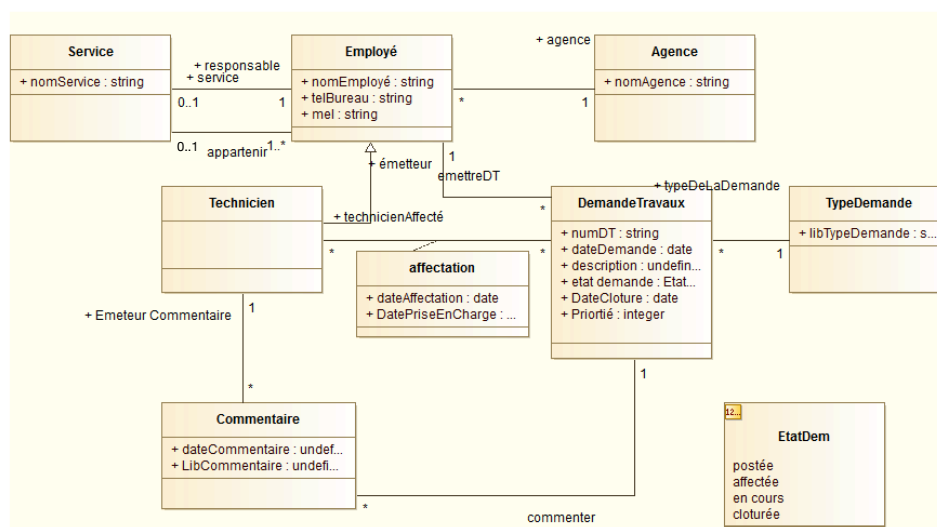 Service
+ nomService : string
+ responsable
+ service
0..1
1
0..1
appartenir
1..*
Employé
+ nomEmployé : string
+ telBureau : string
+ mel : string
+ agence
*
1
Agence
+ nomAgence : string
+ émetteur
1
emettreDT
*
Technicien
+ technicienAffecté
*
*
affectation
+ dateAffectation : date
+ DatePriseEnCharge : ...
DemandeTravaux
+ numDT : string
+ dateDemande : date
+ description : undefin...
+ etat demande : Etat...
+ DateCloture : date
+ Priortié : integer
+ typeDeLaDemande
*
1
TypeDemande
+ libTypeDemande : s...
1
+ Emeteur Commentaire
*
Commentaire
+ dateCommentaire : undef...
+ LibCommentaire : undefi...
1
*
commenter
12...
EtatDem
postée
affectée
en cours
cloturée